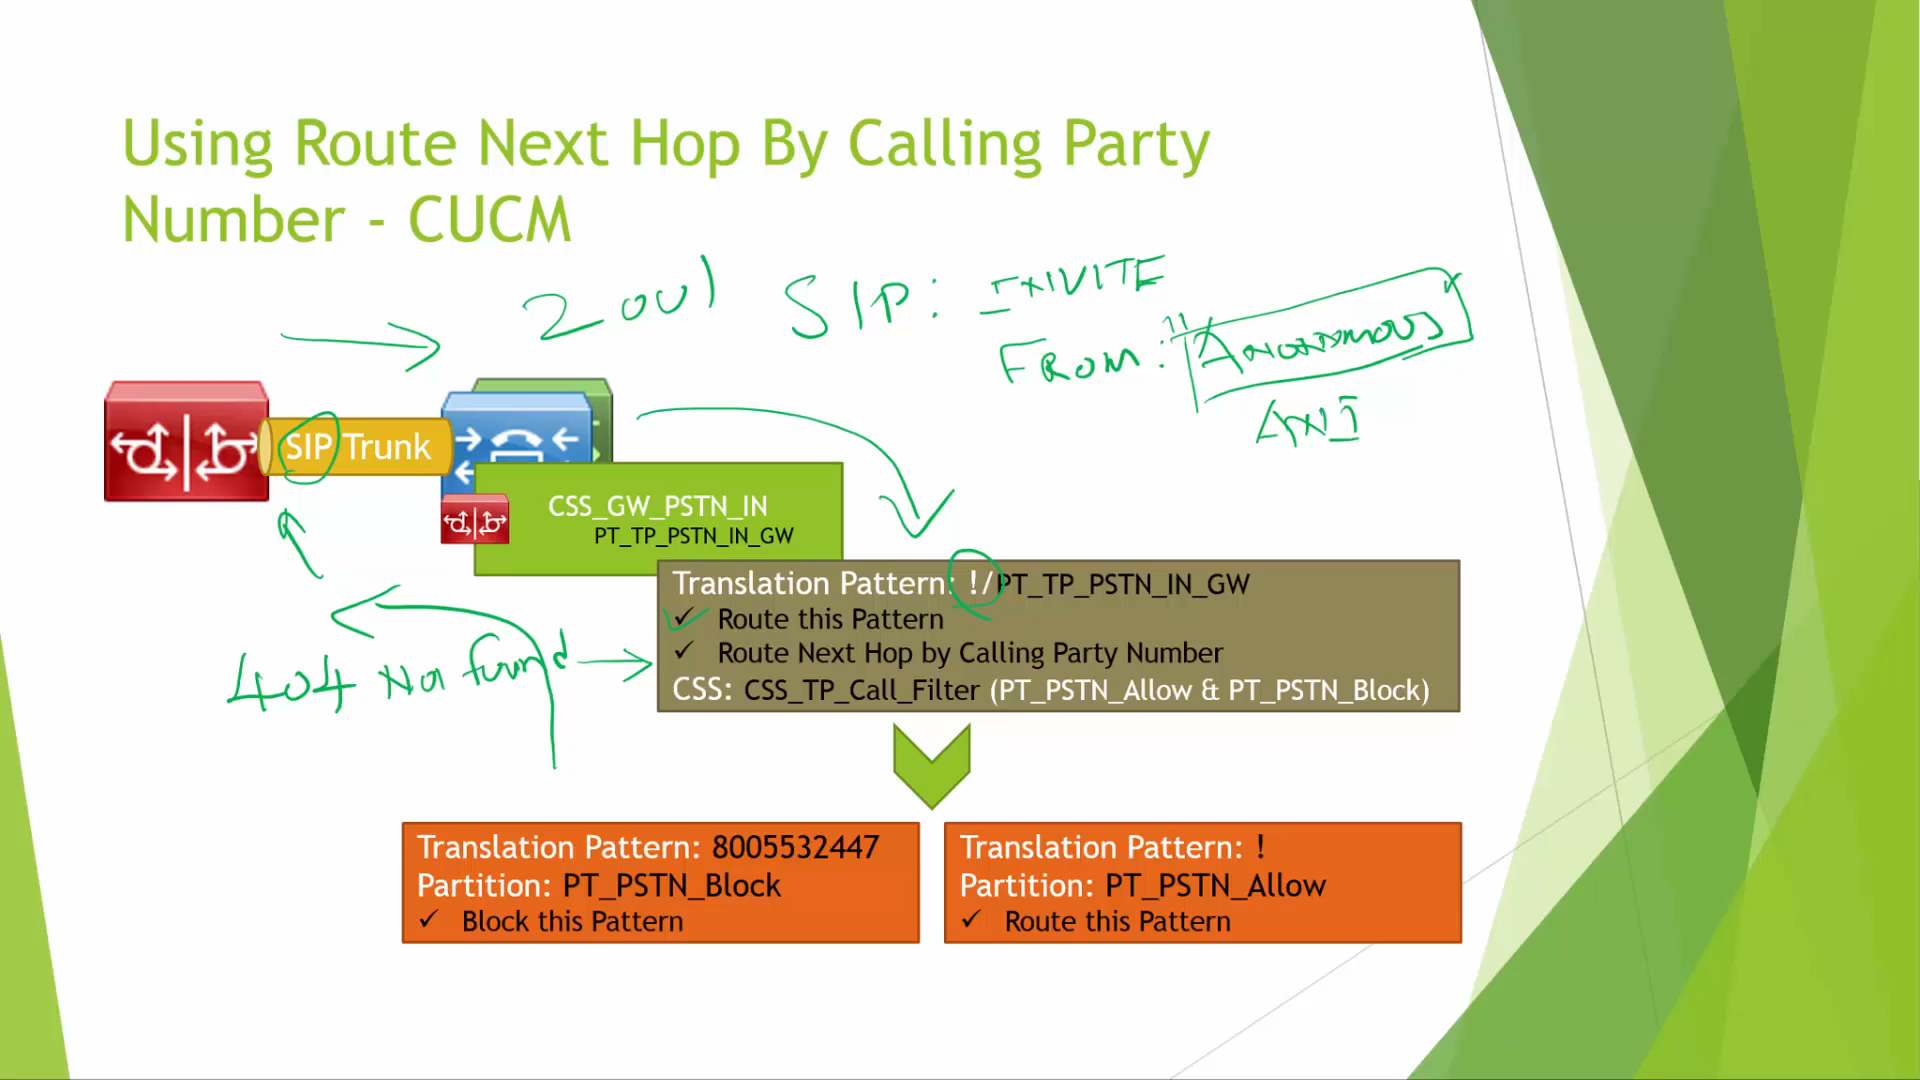 Using Route Next Hop By Calling Party
Number - CUCM
2001 SIP: INVITE
From: "Anonymous
ANI
SIP Trunk
CSS_GW_PSTN_IN
PT_TP_PSTN_IN_GW
Translation Pattern: !/PT_TP_PSTN_IN_GW
✓ Route this Pattern
✓ Route Next Hop by Calling Party Number
CSS: CSS_TP_Call_Filter (PT_PSTN_Allow & PT_PSTN_Block)
404 Not found
Translation Pattern: 8005532447
Partition: PT_PSTN_Block
✓ Block this Pattern
Translation Pattern: !
Partition: PT_PSTN_Allow
✓ Route this Pattern